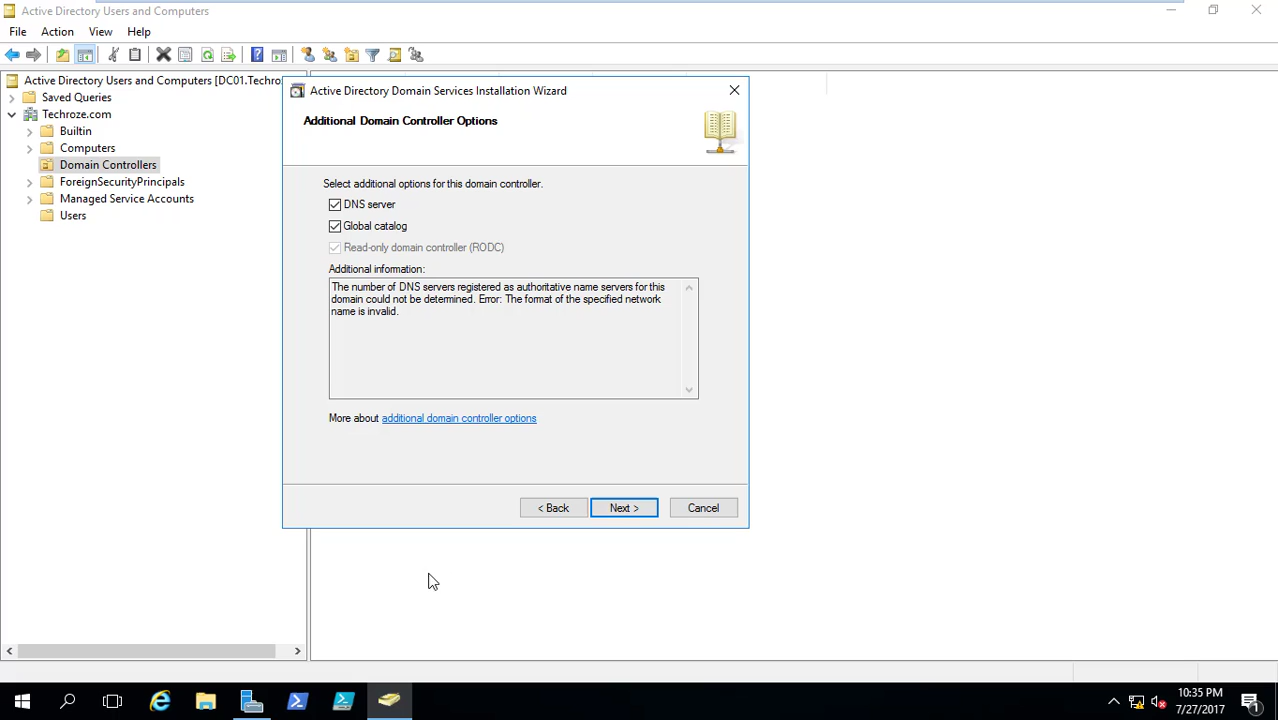 Active Directory Users and Computers
File Action View Help
Active Directory Users and Computers [DC01.Techro
Saved Queries
Techroze.com
Builtin
Computers
Domain Controllers
ForeignSecurityPrincipals
Managed Service Accounts
Users
Active Directory Domain Services Installation Wizard
Additional Domain Controller Options
Select additional options for this domain controller.
DNS server
Global catalog
Read-only domain controller (RODC)
Additional information:
The number of DNS servers registered as authoritative name servers for this
domain could not be determined. Error: The format of the specified network
name is invalid.
More about additional domain controller options
< Back Next > Cancel
10:35 PM
7/27/2017
1